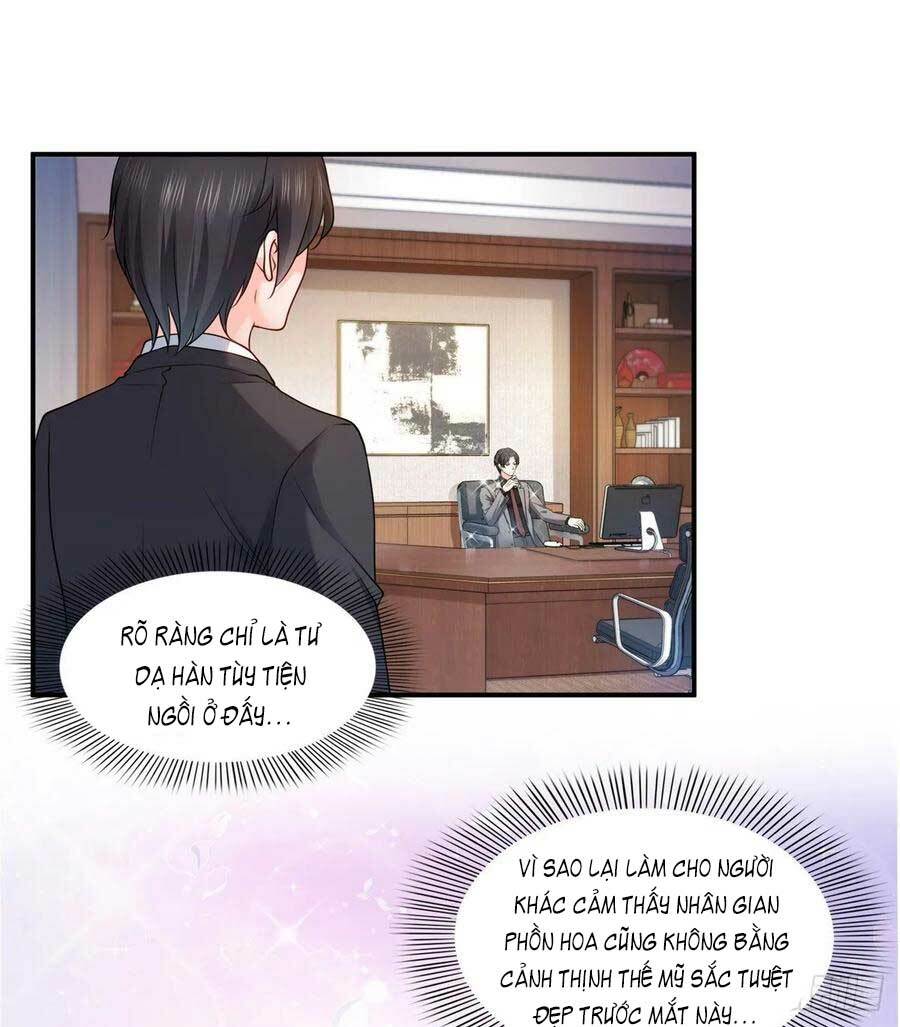 RÕ RÀNG CHỈ LÀ TƯ
DẠ HÀN TÙY TIỆN
NGỒI Ở ĐẤY...
VÌ SAO LẠI LÀM CHO NGƯỜI
KHÁC CẢM THẤY NHÂN GIAN
PHỒN HOA CŨNG KHÔNG BẰNG
CẢNH THỊNH THẾ MỸ SẮC TUYỆT
ĐẸP TRƯỚC MẮT NÀY...